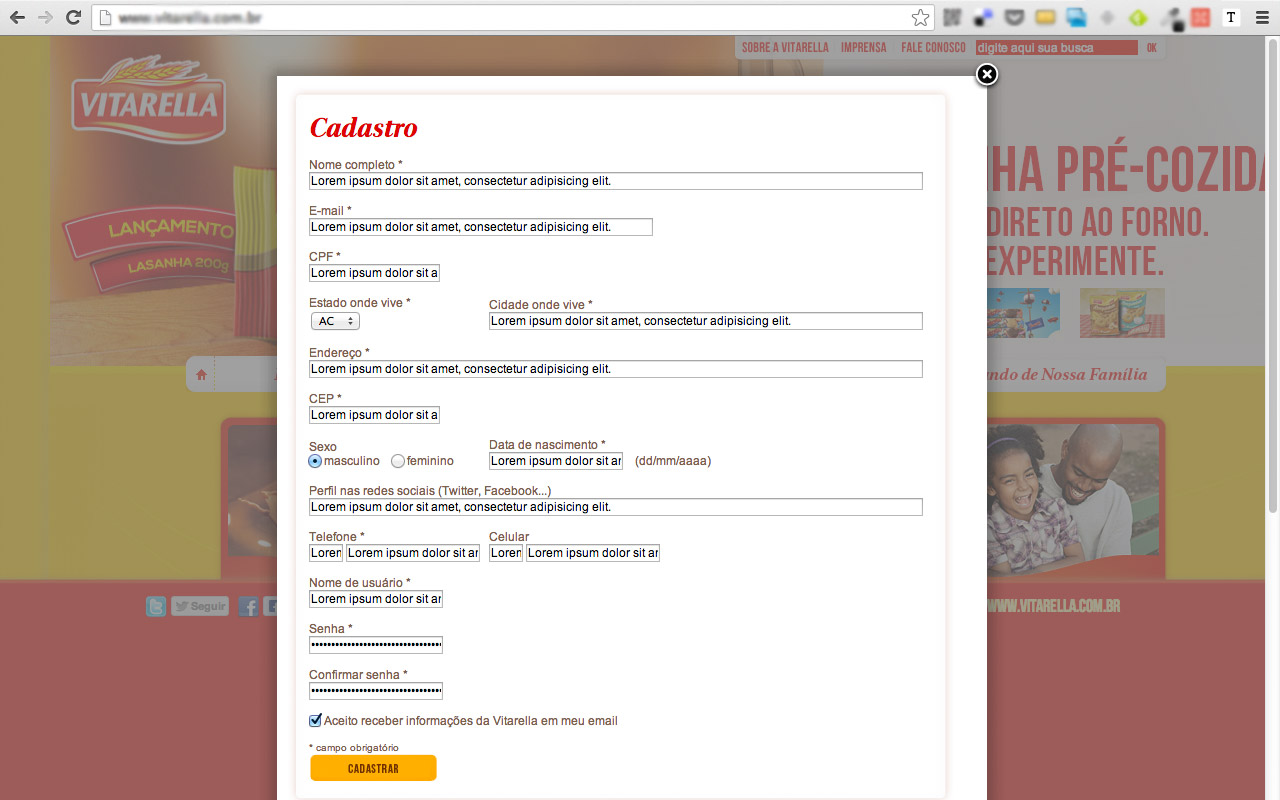 www.vitarella.com.br
T
SOBRE A VITARELLA
IMPRENSA
FALE CONOSCO
digite aqui sua busca
OK
VITARELLA
LANÇAMENTO
LASANHA 200g
NHA PRÉ-COZIDA
DIRETO AO FORNO.
EXPERIMENTE.
ndo de Nossa Família
Cadastro
Nome completo *
Lorem ipsum dolor sit amet, consectetur adipisicing elit.
E-mail *
Lorem ipsum dolor sit amet, consectetur adipisicing elit.
CPF *
Lorem ipsum dolor sit a
Estado onde vive *
Cidade onde vive *
AC
Lorem ipsum dolor sit amet, consectetur adipisicing elit.
Endereço *
Lorem ipsum dolor sit amet, consectetur adipisicing elit.
CEP *
Lorem ipsum dolor sit a
Sexo
Data de nascimento *
masculino
feminino
Lorem ipsum dolor sit ar
(dd/mm/aaaa)
Perfil nas redes sociais (Twitter, Facebook...)
Lorem ipsum dolor sit amet, consectetur adipisicing elit.
Telefone *
Celular
Loren
Lorem ipsum dolor sit ar
Loren
Lorem ipsum dolor sit ar
Nome de usuário *
Lorem ipsum dolor sit ar
Seguir
WWW.VITARELLA.COM.BR
Senha *
Confirmar senha *
Aceito receber informações da Vitarella em meu email
* campo obrigatório
CADASTRAR